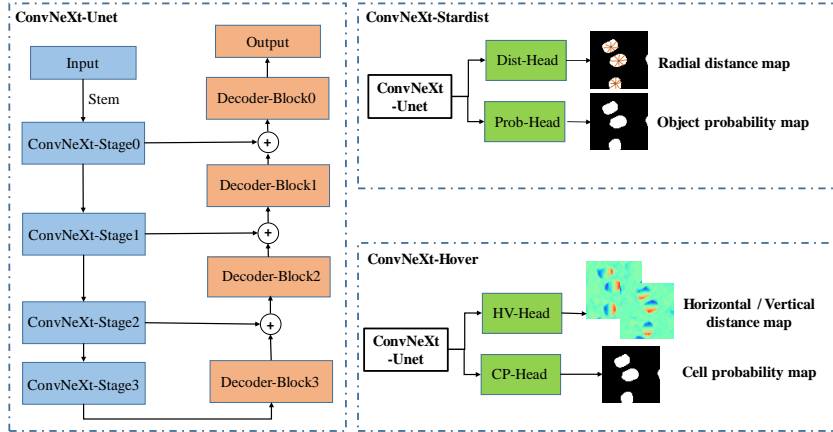 ConvNeXt-Unet
Input
Output
Stem
Decoder-Block0
ConvNeXt-Stage0
+
Decoder-Block1
ConvNeXt-Stage1
+
Decoder-Block2
ConvNeXt-Stage2
+
ConvNeXt-Stage3
Decoder-Block3
ConvNeXt-Stardist
ConvNeXt
-Unet
Dist-Head
Radial distance map
Prob-Head
Object probability map
ConvNeXt-Hover
ConvNeXt
-Unet
HV-Head
Horizontal / Vertical
distance map
CP-Head
Cell probability map